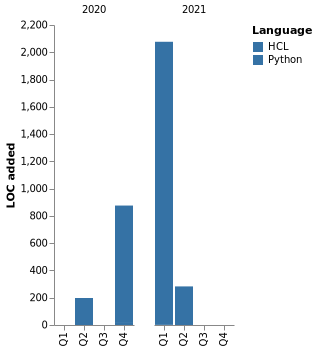 2020 2021
Language
HCL
Python
LOC added
2,200
2,000
1,800
1,600
1,400
1,200
1,000
800
600
400
200
0
Q1 Q2 Q3 Q4 Q1 Q2 Q3 Q4